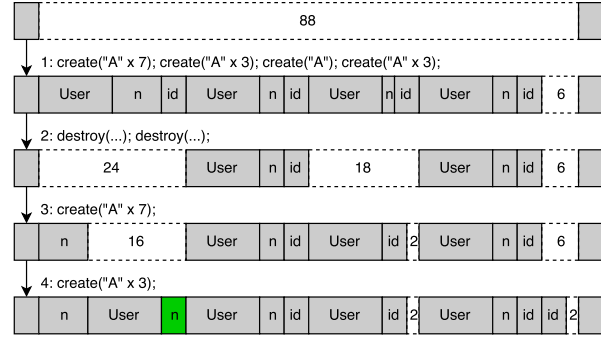 88
1: create("A" x 7); create("A" x 3); create("A"); create("A" x 3);
User n id User n id User n id User n id 6
2: destroy(...); destroy(...);
24 User n id 18 User n id 6
3: create("A" x 7);
n 16 User n id User id 2 User n id 6
4: create("A" x 3);
n User n User n id User id 2 User n id id 2